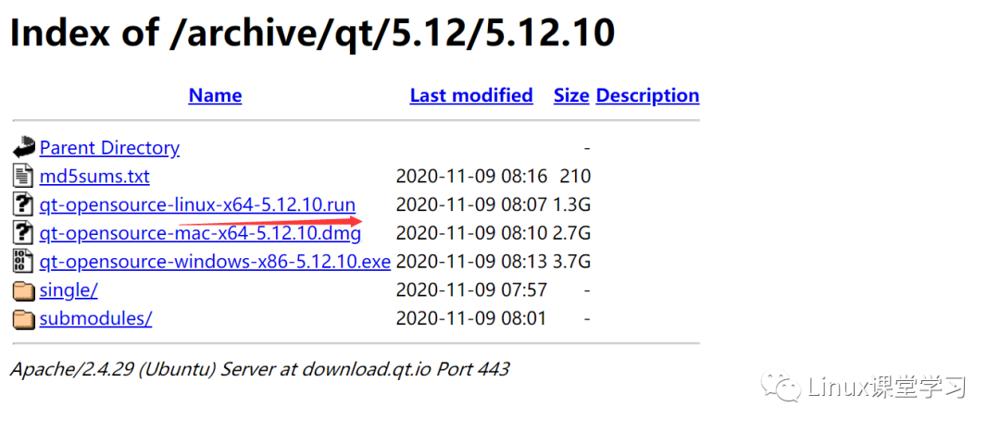 Index of /archive/qt/5.12/5.12.10
Name Last modified Size Description
Parent Directory -
md5sums.txt 2020-11-09 08:16 210
qt-opensource-linux-x64-5.12.10.run 2020-11-09 08:07 1.3G
qt-opensource-mac-x64-5.12.10.dmg 2020-11-09 08:10 2.7G
qt-opensource-windows-x86-5.12.10.exe 2020-11-09 08:13 3.7G
single/ 2020-11-09 07:57 -
submodules/ 2020-11-09 08:01 -
Apache/2.4.29 (Ubuntu) Server at download.qt.io Port 443
Linux课堂学习